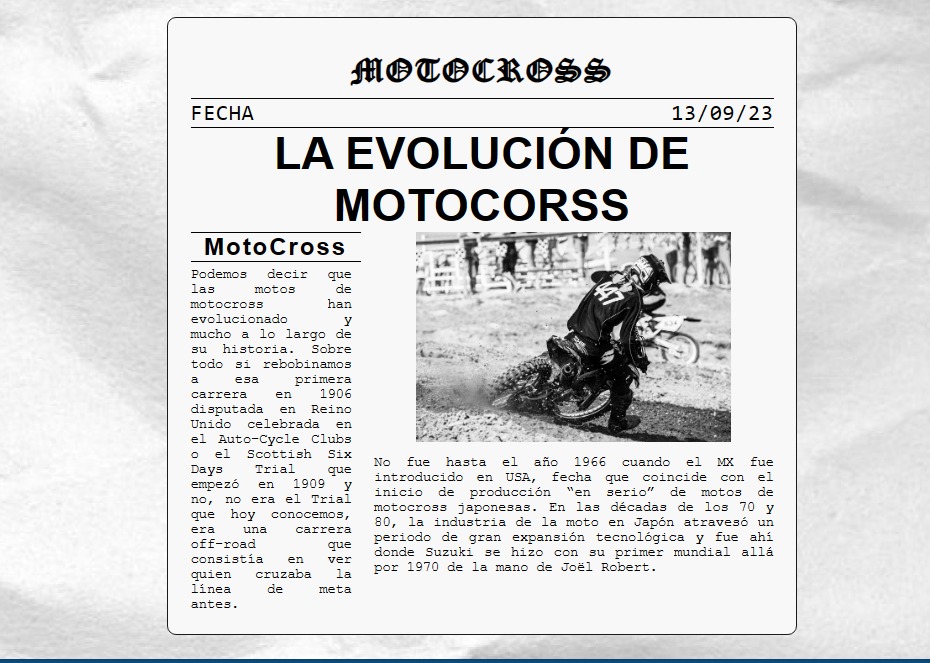 MOTOCROSS
FECHA 13/09/23
LA EVOLUCIÓN DE
MOTOCORSS
MotoCross
Podemos decir que
las motos de
motocross han
evolucionado y
mucho a lo largo de
su historia. Sobre
todo si rebobinamos
a esa primera
carrera en 1906
disputada en Reino
Unido celebrada en
el Auto-Cycle Clubs
o el Scottish Six
Days Trial que
empezó en 1909 y
no, no era el Trial
que hoy conocemos,
era una carrera
off-road que
consistía en ver
quien cruzaba la
línea de meta
antes.
447
No fue hasta el año 1966 cuando el MX fue
introducido en USA, fecha que coincide con el
inicio de producción “en serio” de motos de
motocross japonesas. En las décadas de los 70 y
80, la industria de la moto en Japón atravesó un
periodo de gran expansión tecnológica y fue ahí
donde Suzuki se hizo con su primer mundial allá
por 1970 de la mano de Joël Robert.